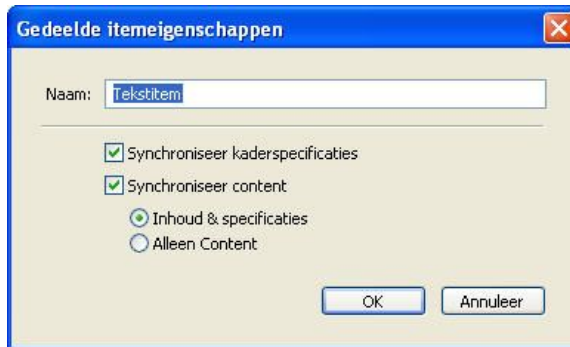 Gedeelde itemeigenschappen
Naam: Tekstitem
Synchroniseer kaderspecificaties
Synchroniseer content
Inhoud & specificaties
Alleen Content
OK Annuleer